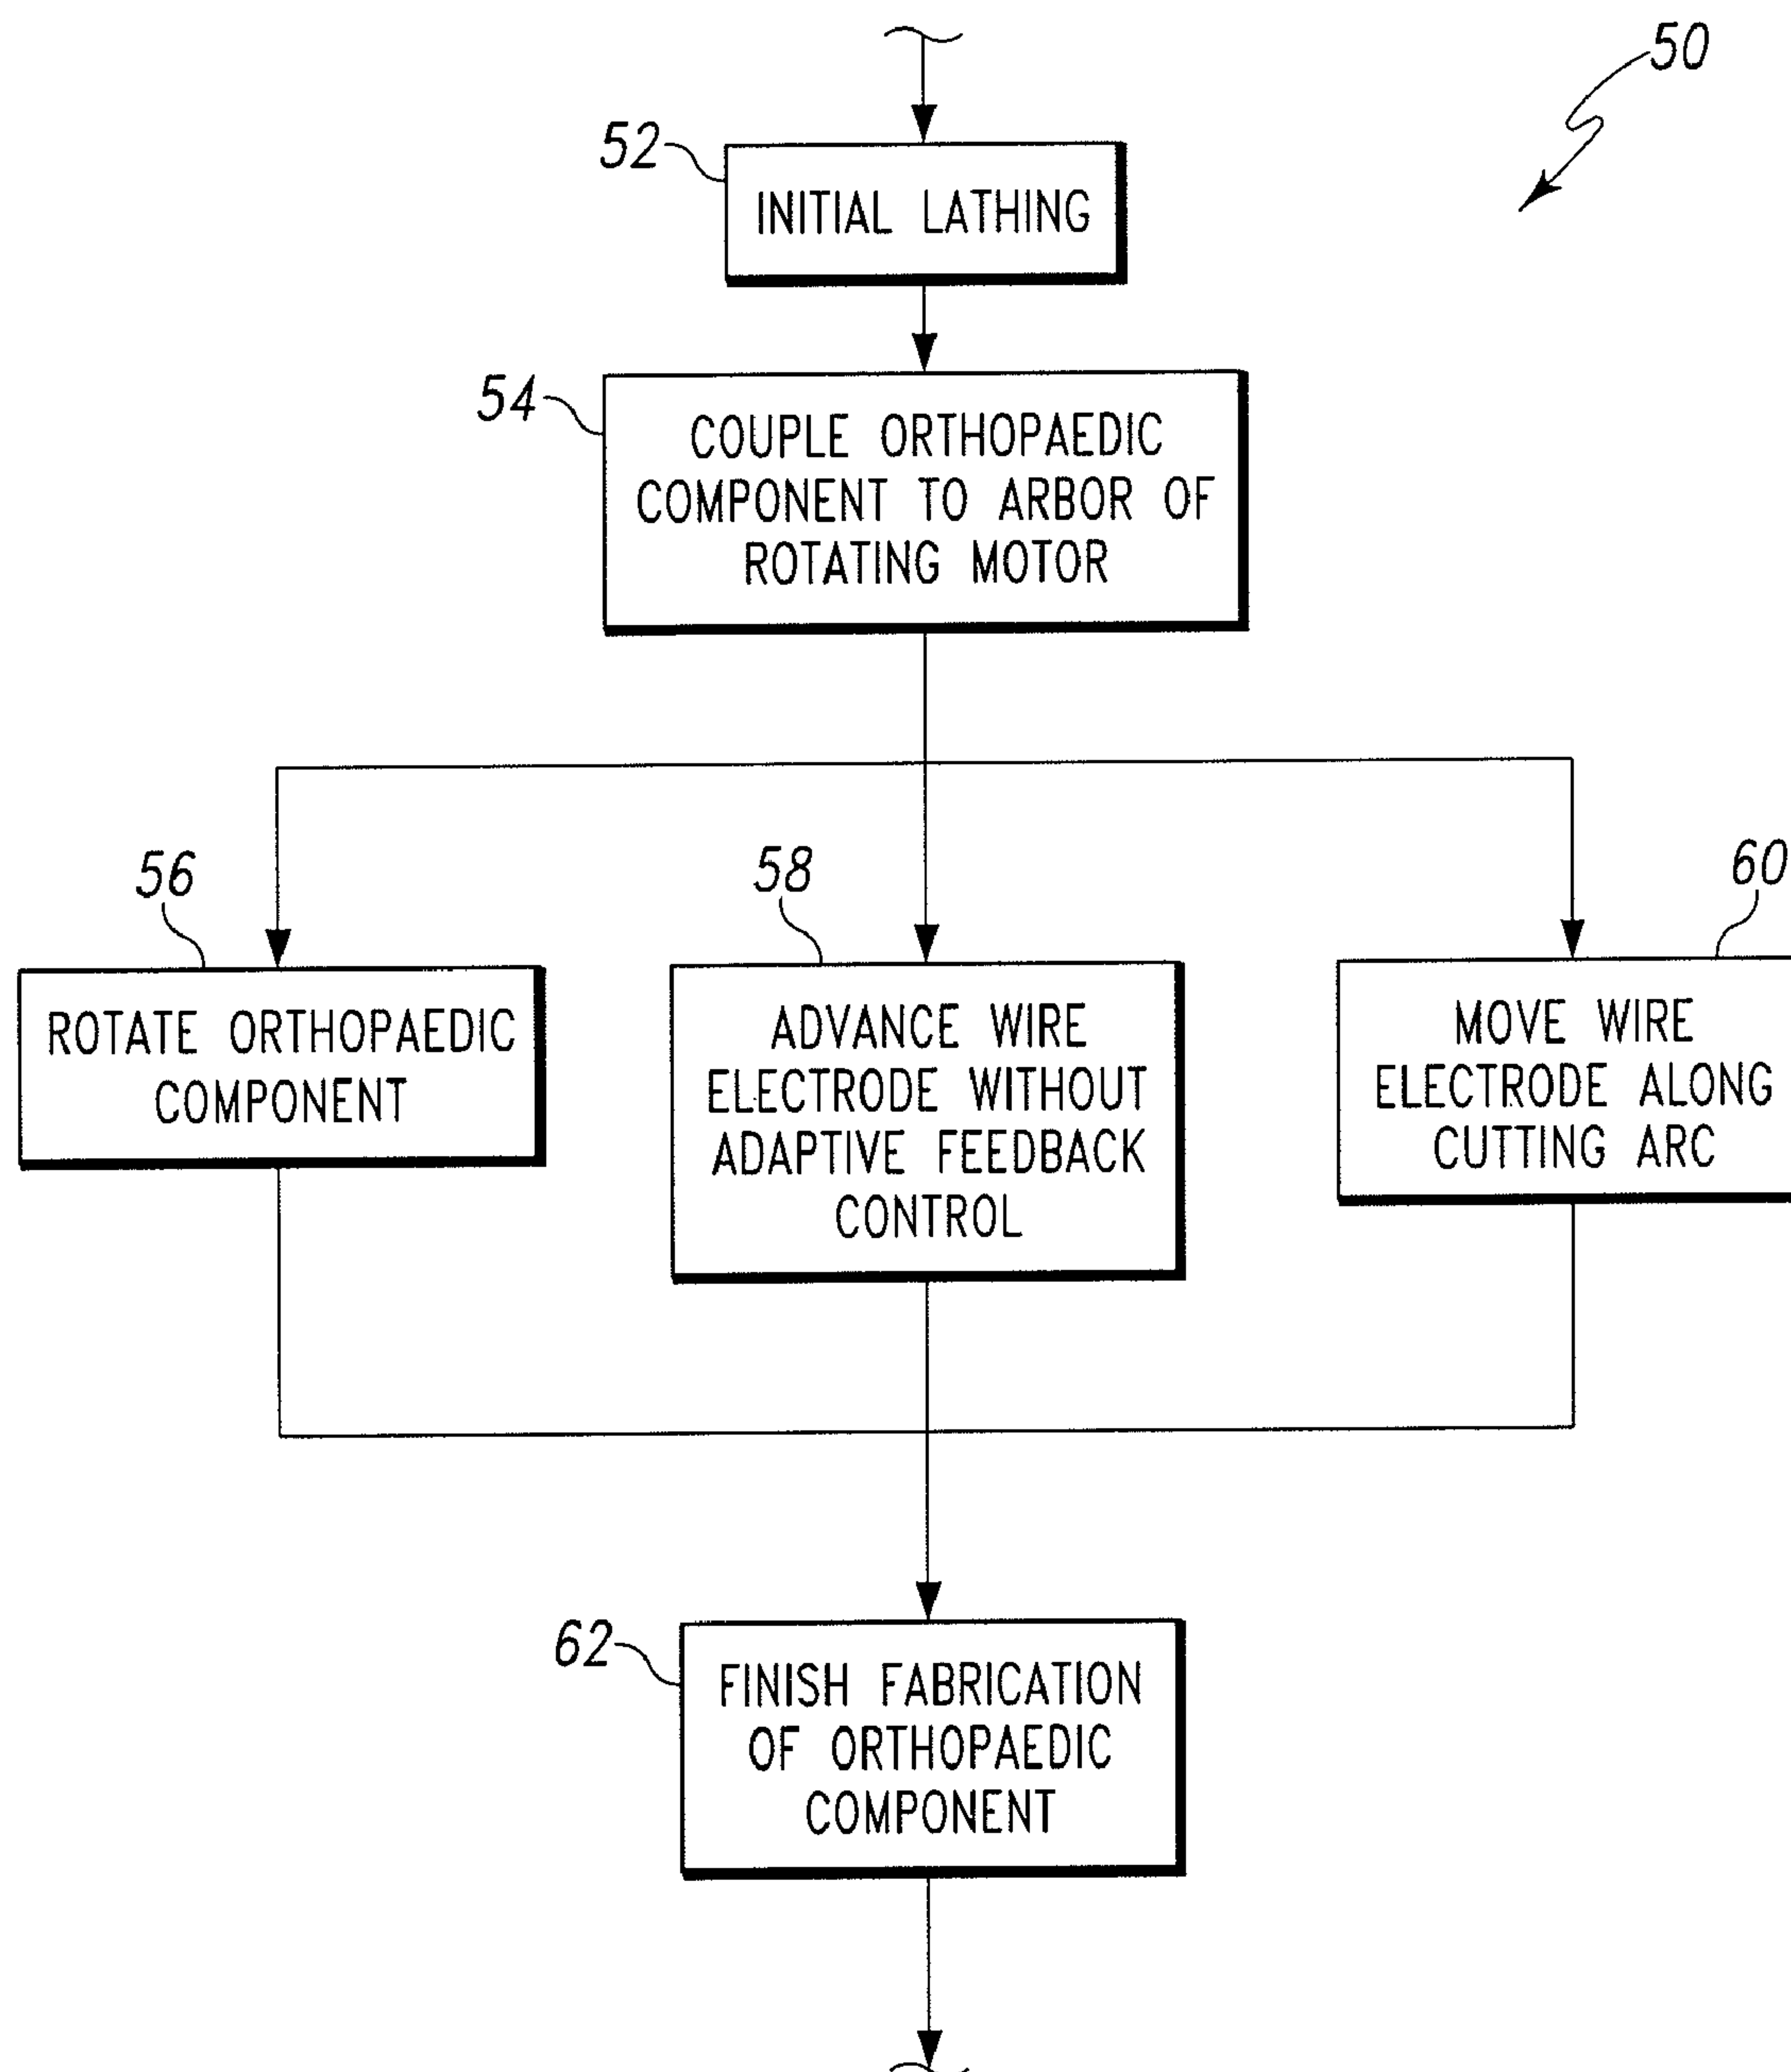 50
52
INITIAL LATHING
54
COUPLE ORTHOPAEDIC
COMPONENT TO ARBOR OF
ROTATING MOTOR
56
ROTATE ORTHOPAEDIC
COMPONENT
58
ADVANCE WIRE
ELECTRODE WITHOUT
ADAPTIVE FEEDBACK
CONTROL
60
MOVE WIRE
ELECTRODE ALONG
CUTTING ARC
62
FINISH FABRICATION
OF ORTHOPAEDIC
COMPONENT